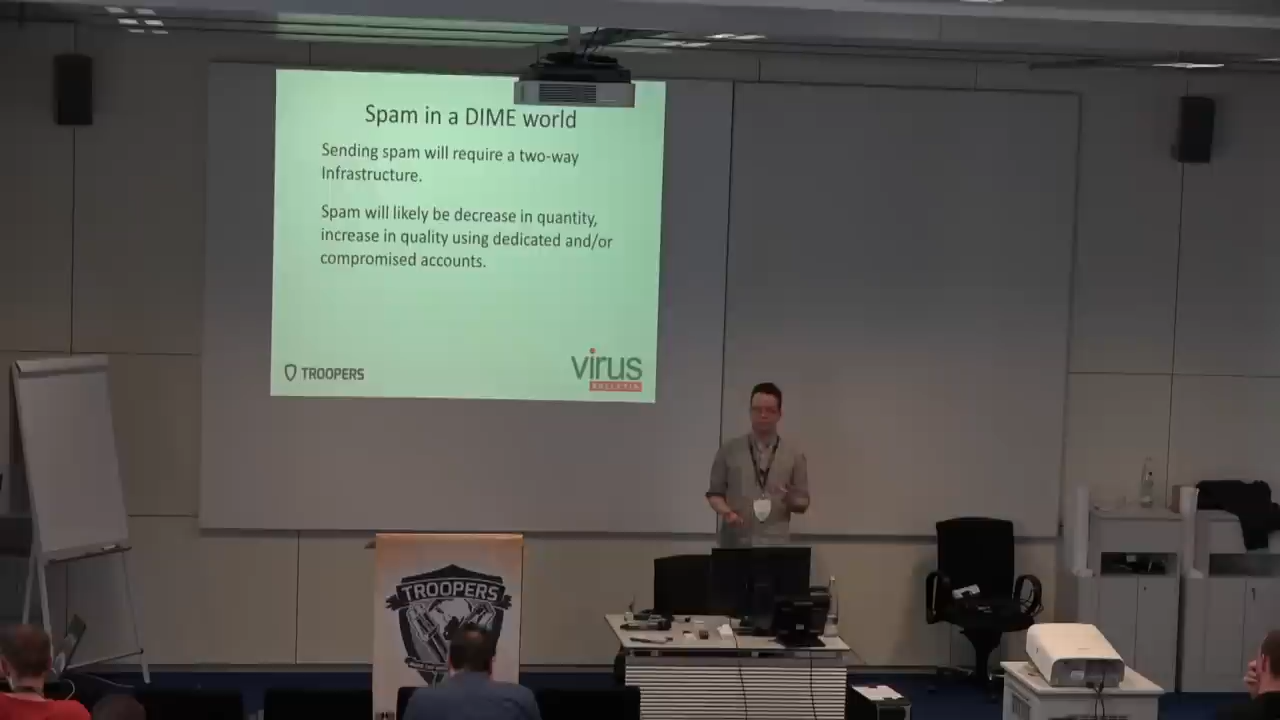 Spam in a DIME world
Sending spam will require a two-way
Infrastructure.
Spam will likely be decrease in quantity,
increase in quality using dedicated and/or
compromised accounts.
TROOPERS
virus
BULLETIN
TROOPERS